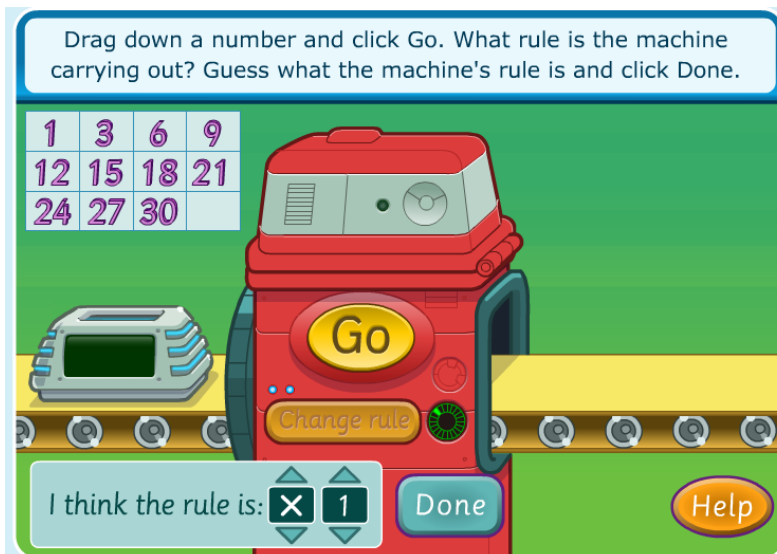 Drag down a number and click Go. What rule is the machine
carrying out? Guess what the machine's rule is and click Done.
1 3 6 9
12 15 18 21
24 27 30
Go
Change rule
I think the rule is: × 1
Done
Help